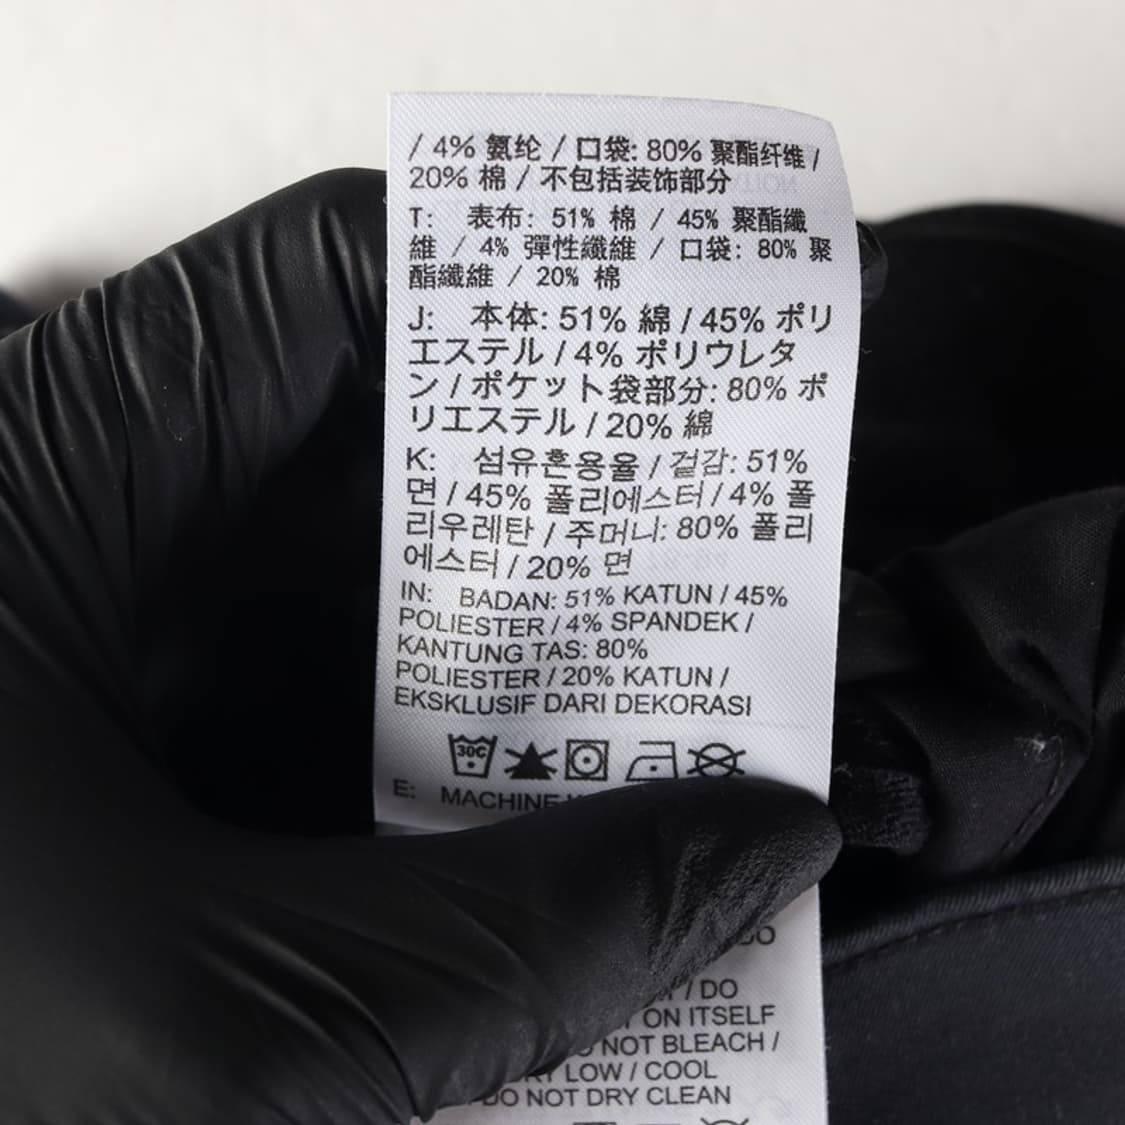 / 4% 氨纶 / 口袋: 80% 聚酯纤维 /
20% 棉 / 不包括装饰部分
T: 表布: 51% 棉 / 45% 聚酯纖
維 / 4% 彈性纖維 / 口袋: 80% 聚
酯纖維 / 20% 棉
J: 本体: 51% 綿 / 45% ポリ
エステル / 4% ポリウレタ
ン / ポケット袋部分: 80% ポ
リエステル / 20% 綿
K: 섬유혼용율 / 겉감: 51%
면 / 45% 폴리에스터 / 4% 폴
리우레탄 / 주머니: 80% 폴리
에스터 / 20% 면
IN: BADAN: 51% KATUN / 45%
POLIESTER / 4% SPANDEK /
KANTUNG TAS: 80%
POLIESTER / 20% KATUN /
EKSKLUSIF DARI DEKORASI
30C
E: MACHINE
/ DO
ON ITSELF
NOT BLEACH /
LOW / COOL
DO NOT DRY CLEAN